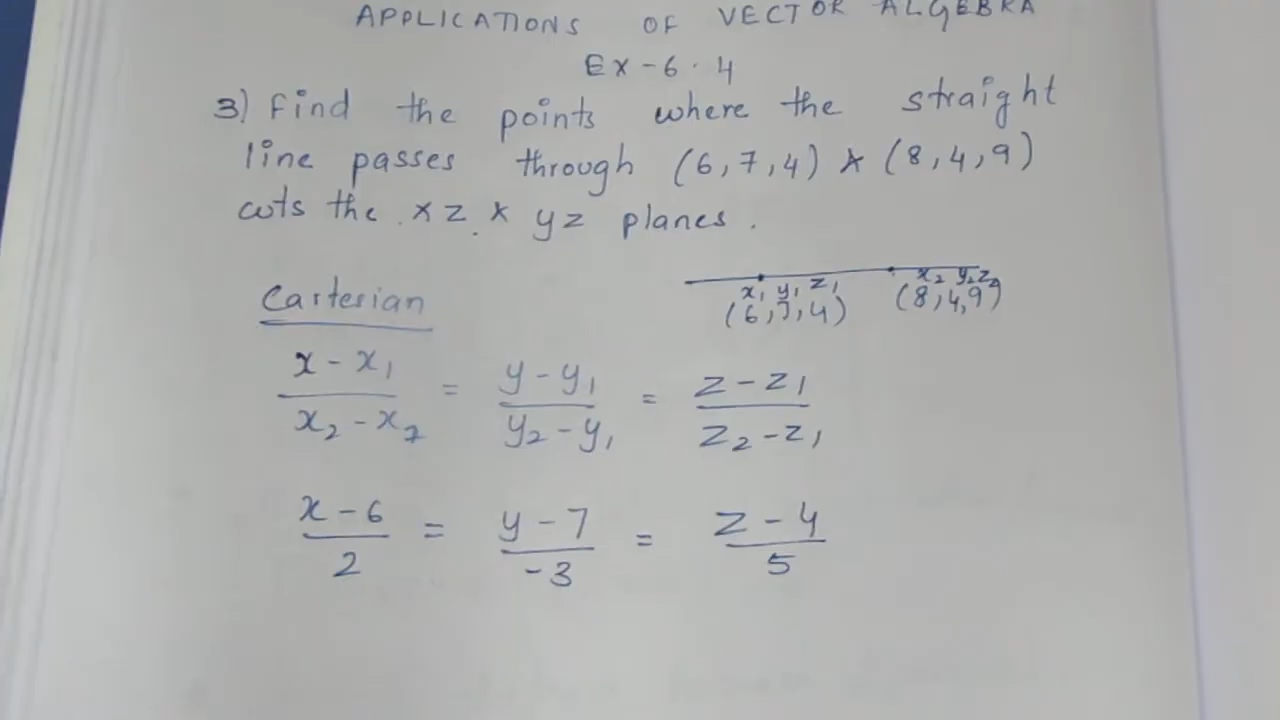 APPLICATIONS OF VECTOR ALGEBRA
Ex-6.4
3) Find the points where the straight
line passes through (6,7,4) & (8,4,9)
cuts the xz & yz planes.
Cartesian
x₁ y₁ z₁ x₂ y₂ z₂
(6,7,4) (8,4,9)
x-x₁ / x₂-x₂ = y-y₁ / y₂-y₁ = z-z₁ / z₂-z₁
x-6 / 2 = y-7 / -3 = z-4 / 5